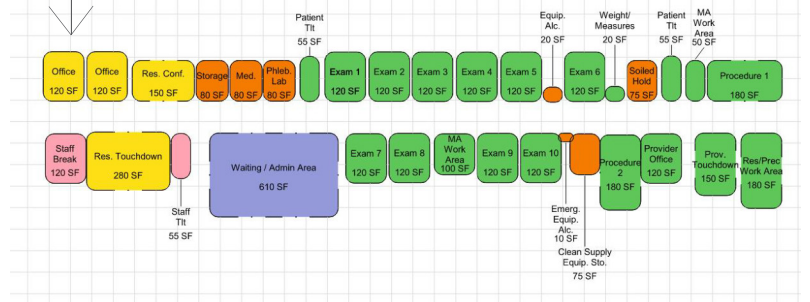 Office
120 SF
Office
120 SF
Res. Conf.
150 SF
Storage
80 SF
Med.
80 SF
Phleb.
Lab
80 SF
Patient
Tlt
55 SF
Exam 1
120 SF
Exam 2
120 SF
Exam 3
120 SF
Exam 4
120 SF
Exam 5
120 SF
Equip.
Alc.
20 SF
Exam 6
120 SF
Weight/
Measures
20 SF
Soiled
Hold
75 SF
Patient
Tlt
55 SF
MA
Work
Area
50 SF
Procedure 1
180 SF
Staff
Break
120 SF
Res. Touchdown
280 SF
Staff
Tlt
55 SF
Waiting / Admin Area
610 SF
Exam 7
120 SF
Exam 8
120 SF
MA
Work
Area
100 SF
Exam 9
120 SF
Exam 10
120 SF
Emerg.
Equip.
Alc.
10 SF
Clean Supply
Equip. Sto.
75 SF
Procedure
2
180 SF
Provider
Office
120 SF
Prov.
Touchdown
150 SF
Res/Prec
Work Area
180 SF